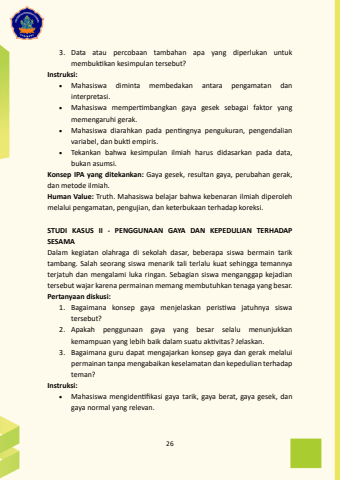 3. Data atau percobaan tambahan apa yang diperlukan untuk
membuktikan kesimpulan tersebut?
Instruksi:
• Mahasiswa diminta membedakan antara pengamatan dan
interpretasi.
• Mahasiswa mempertimbangkan gaya gesek sebagai faktor yang
memengaruhi gerak.
• Mahasiswa diarahkan pada pentingnya pengukuran, pengendalian
variabel, dan bukti empiris.
• Tekankan bahwa kesimpulan ilmiah harus didasarkan pada data,
bukan asumsi.
Konsep IPA yang ditekankan: Gaya gesek, resultan gaya, perubahan gerak,
dan metode ilmiah.
Human Value: Truth. Mahasiswa belajar bahwa kebenaran ilmiah diperoleh
melalui pengamatan, pengujian, dan keterbukaan terhadap koreksi.
STUDI KASUS II - PENGGUNAAN GAYA DAN KEPEDULIAN TERHADAP
SESAMA
Dalam kegiatan olahraga di sekolah dasar, beberapa siswa bermain tarik
tambang. Salah seorang siswa menarik tali terlalu kuat sehingga temannya
terjatuh dan mengalami luka ringan. Sebagian siswa menganggap kejadian
tersebut wajar karena permainan memang membutuhkan tenaga yang besar.
Pertanyaan diskusi:
1. Bagaimana konsep gaya menjelaskan peristiwa jatuhnya siswa
tersebut?
2. Apakah penggunaan gaya yang besar selalu menunjukkan
kemampuan yang lebih baik dalam suatu aktivitas? Jelaskan.
3. Bagaimana guru dapat mengajarkan konsep gaya dan gerak melalui
permainan tanpa mengabaikan keselamatan dan kepedulian terhadap
teman?
Instruksi:
• Mahasiswa mengidentifikasi gaya tarik, gaya berat, gaya gesek, dan
gaya normal yang relevan.
26